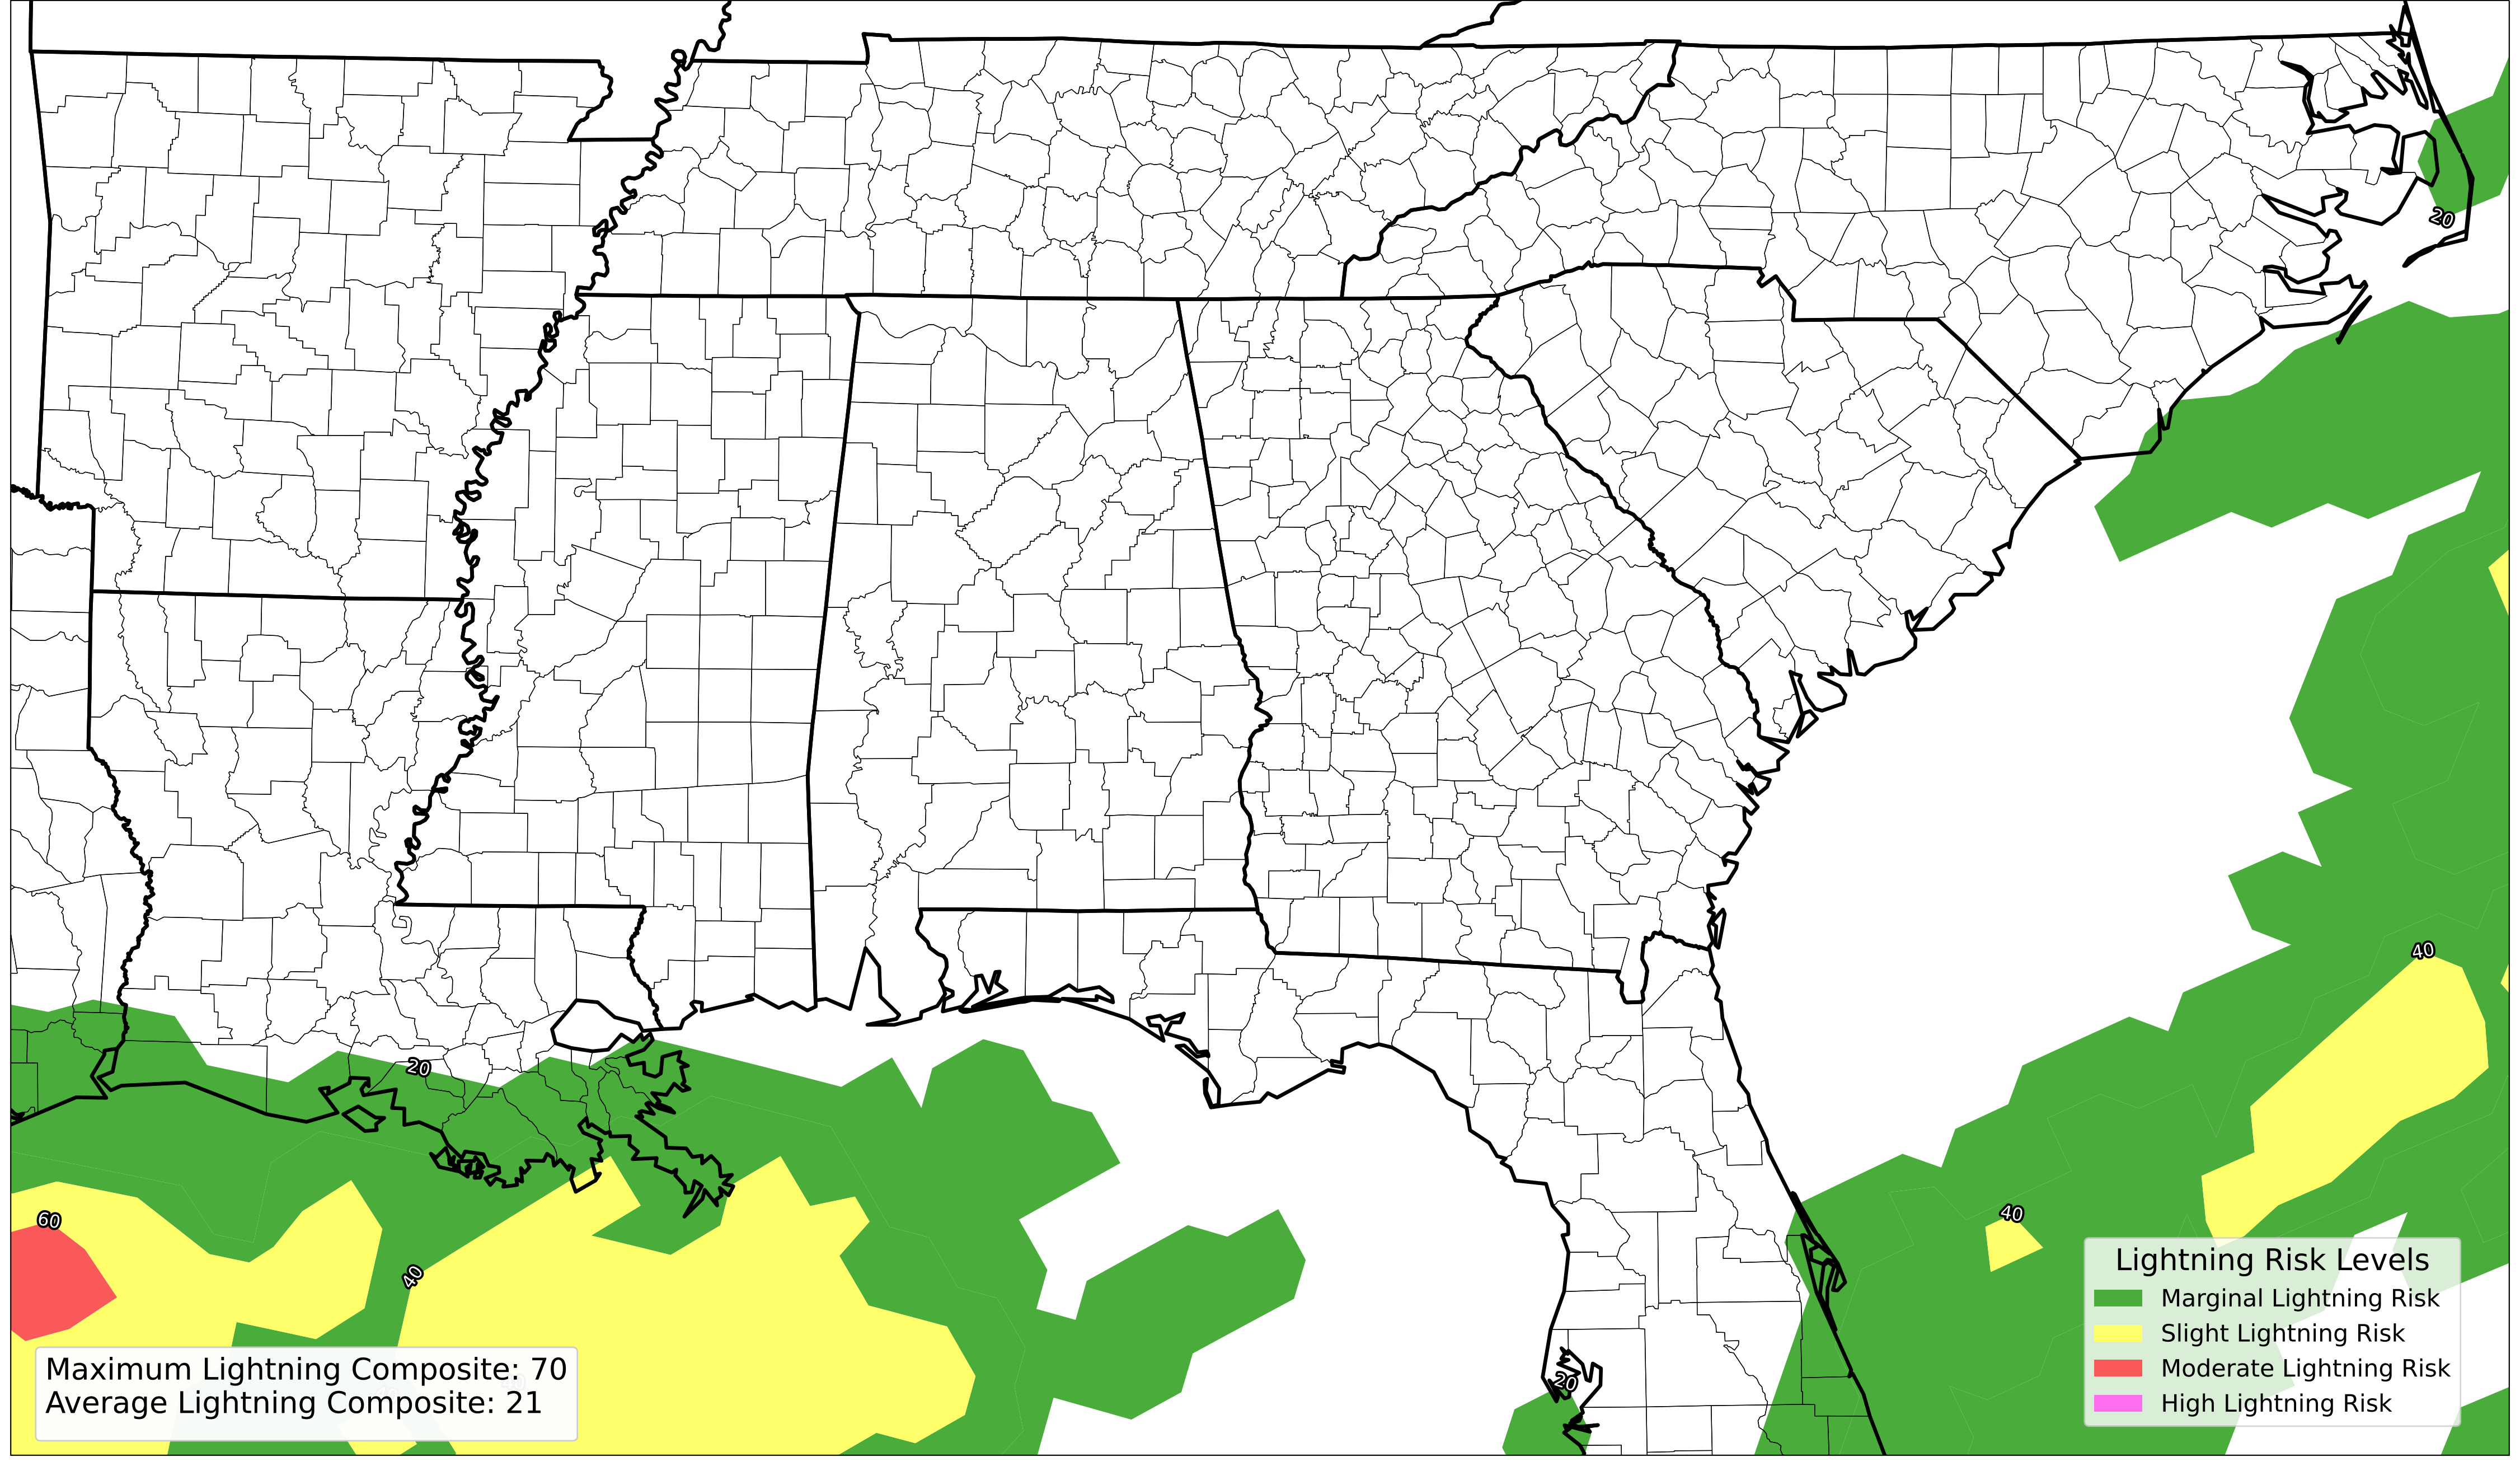 20
20
40
60
40
40
20
Lightning Risk Levels
Marginal Lightning Risk
Slight Lightning Risk
Moderate Lightning Risk
High Lightning Risk
Maximum Lightning Composite: 70
Average Lightning Composite: 21